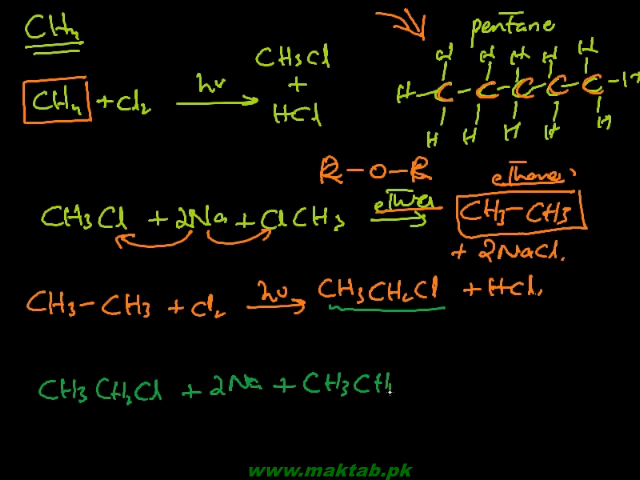 CH4
pentane
CH4 + Cl2 hν CH3Cl + HCl
H H H H H
H - C - C - C - C - C - H
H H H H H
R - O - R
ethane
CH3Cl + 2Na + ClCH3 ether CH3 - CH3
+ 2NaCl.
CH3 - CH3 + Cl2 hν CH3CH2Cl + HCl.
CH3CH2Cl + 2Na + CH3CH
www.maktab.pk